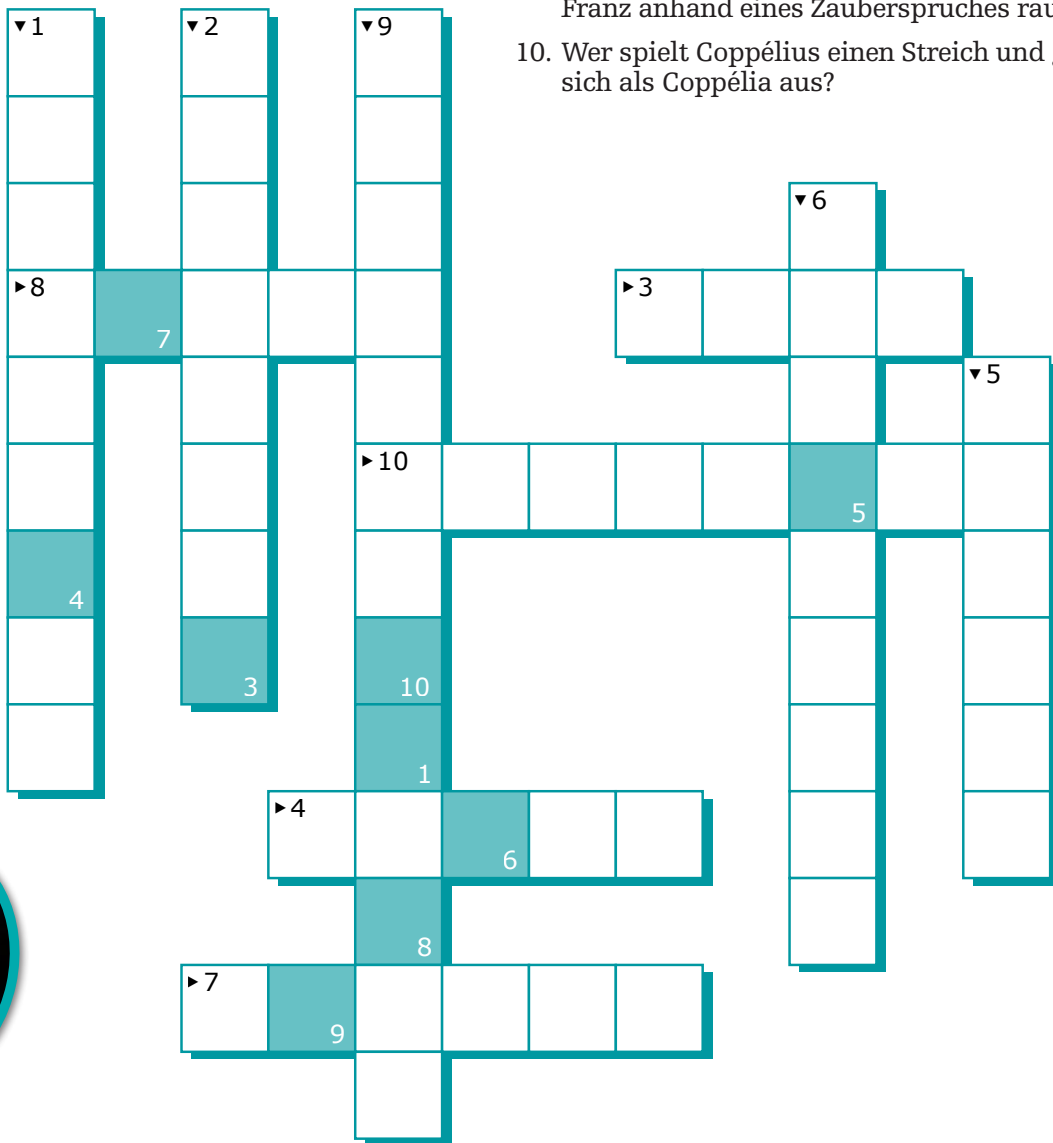 Franz anhand eines Zauberspruches
10. Wer spielt Coppélius einen Streich und
sich als Coppélia aus?
▼1 ▼2 ▼9
▼6
▶8 7 ▶3
▼5
▶10 5
4
3 10
1
▶4 6
8
▶7 9